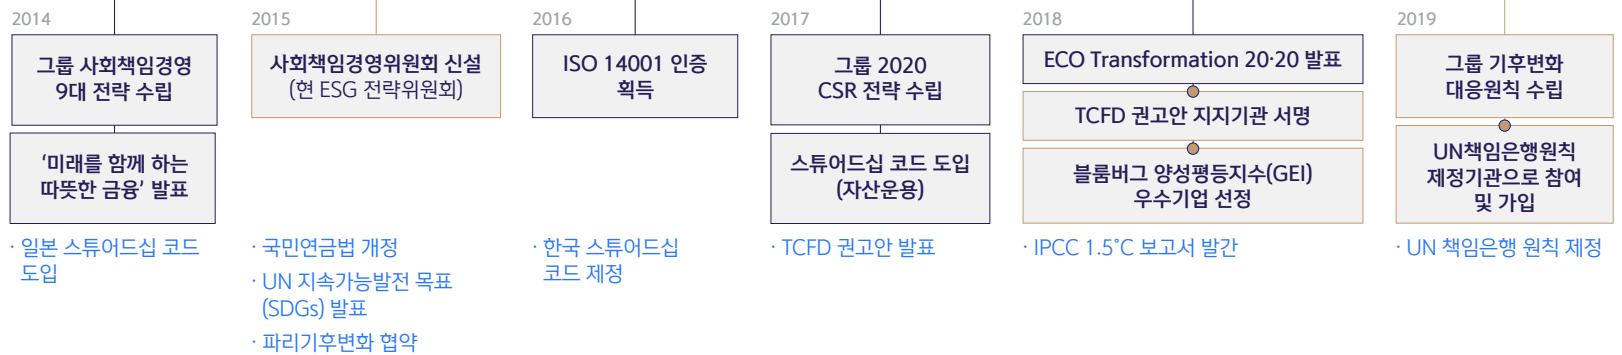 2014
그룹 사회책임경영
9대 전략 수립
‘미래를 함께 하는
따뜻한 금융’ 발표
· 일본 스튜어드십 코드
도입
2015
사회책임경영위원회 신설
(현 ESG 전략위원회)
· 국민연금법 개정
· UN 지속가능발전 목표
(SDGs) 발표
· 파리기후변화 협약
2016
ISO 14001 인증
획득
· 한국 스튜어드십
코드 제정
2017
그룹 2020
CSR 전략 수립
스튜어드십 코드 도입
(자산운용)
· TCFD 권고안 발표
2018
ECO Transformation 20·20 발표
TCFD 권고안 지지기관 서명
블룸버그 양성평등지수(GEI)
우수기업 선정
· IPCC 1.5˚C 보고서 발간
2019
그룹 기후변화
대응원칙 수립
UN책임은행원칙
제정기관으로 참여
및 가입
· UN 책임은행 원칙 제정